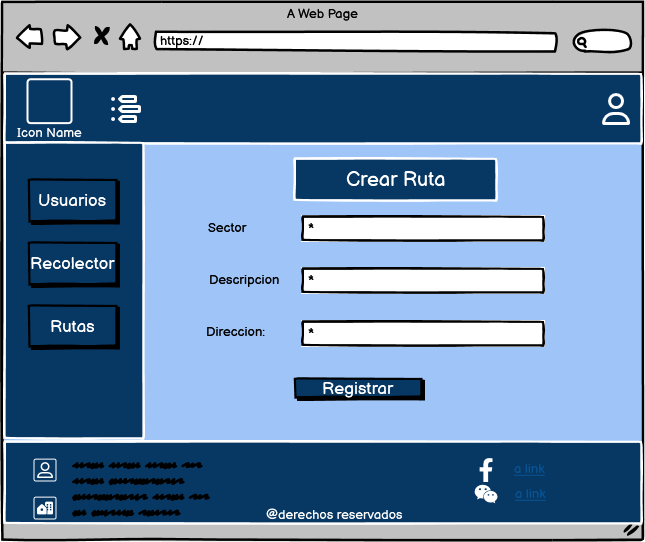 A Web Page
https://
Icon Name
Usuarios
Recolector
Rutas
Crear Ruta
Sector
*
Descripcion
*
Direccion:
*
Registrar
a link
a link
@derechos reservados